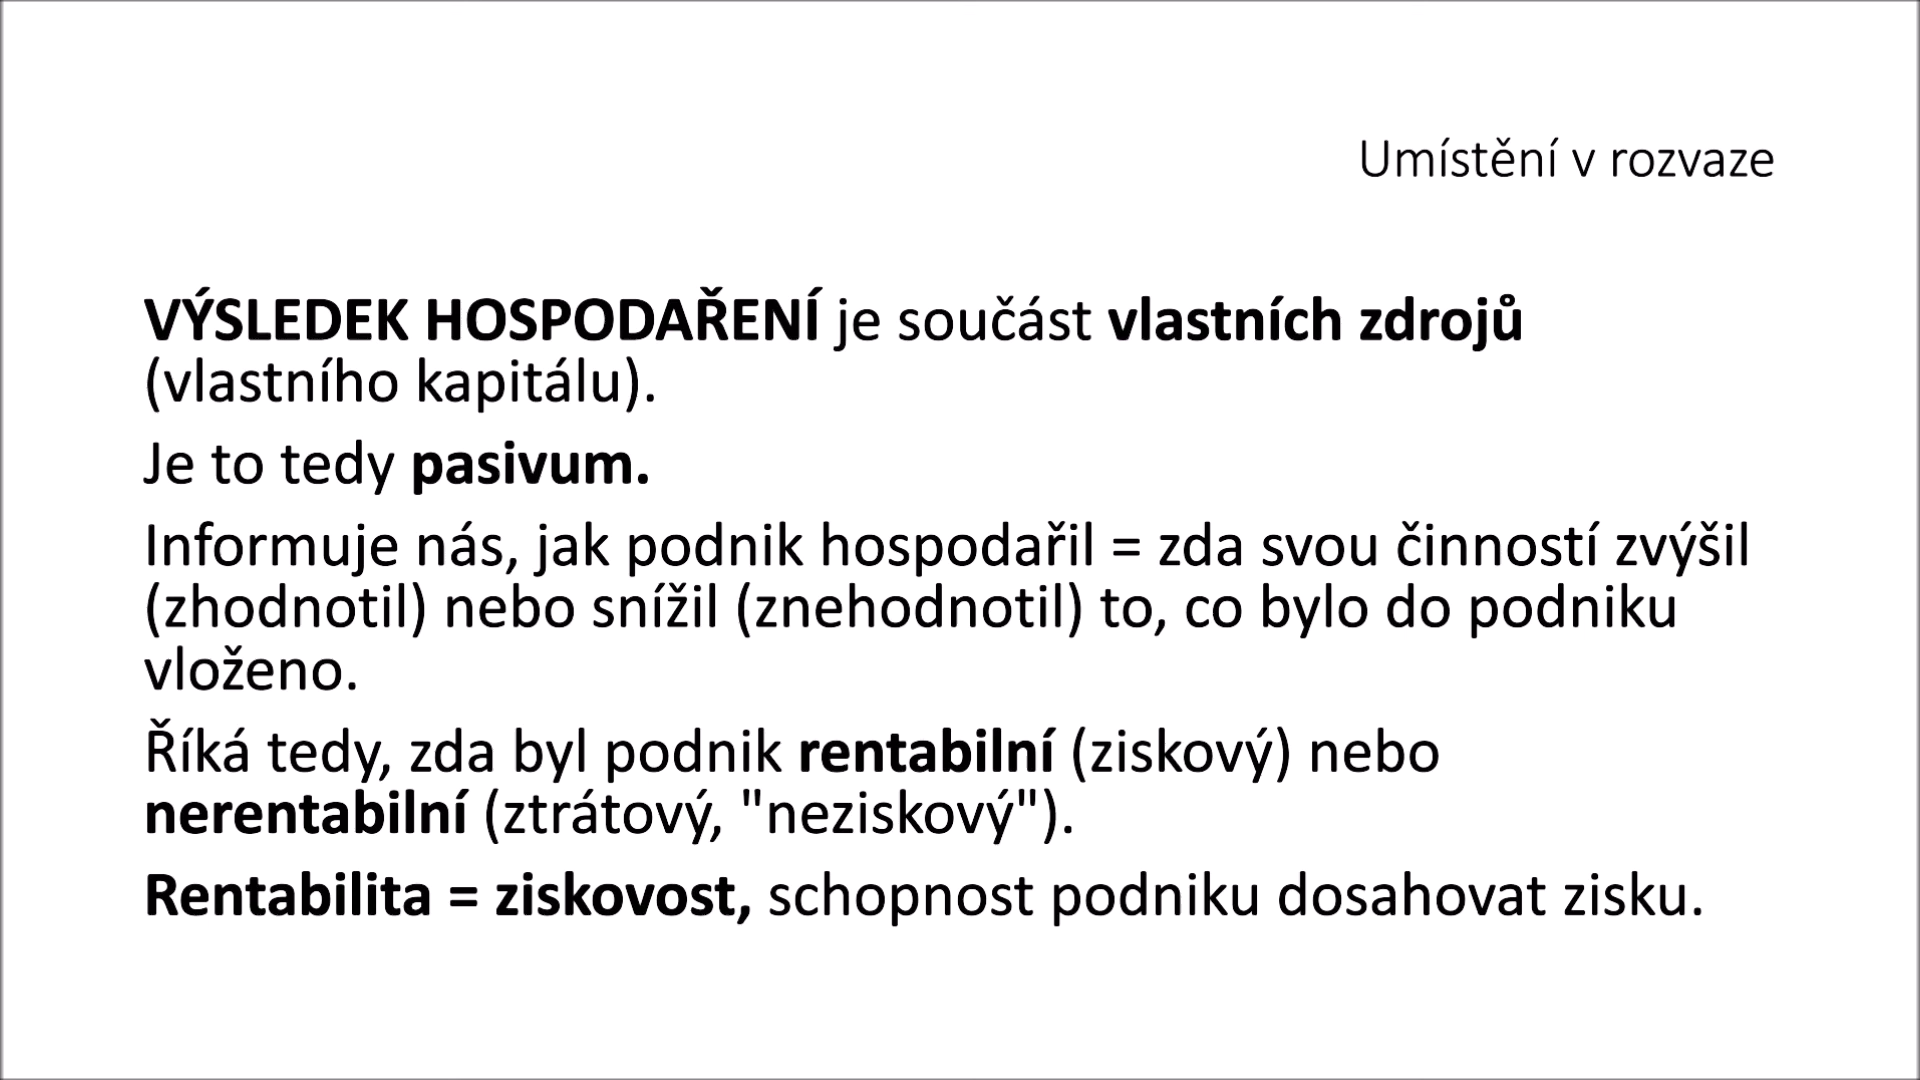 Umístění v rozvaze
VÝSLEDEK HOSPODAŘENÍ je součást vlastních zdrojů
(vlastního kapitálu).
Je to tedy pasivum.
Informuje nás, jak podnik hospodařil = zda svou činností zvýšil
(zhodnotil) nebo snížil (znehodnotil) to, co bylo do podniku
vloženo.
Říká tedy, zda byl podnik rentabilní (ziskový) nebo
nerentabilní (ztrátový, "neziskový").
Rentabilita = ziskovost, schopnost podniku dosahovat zisku.